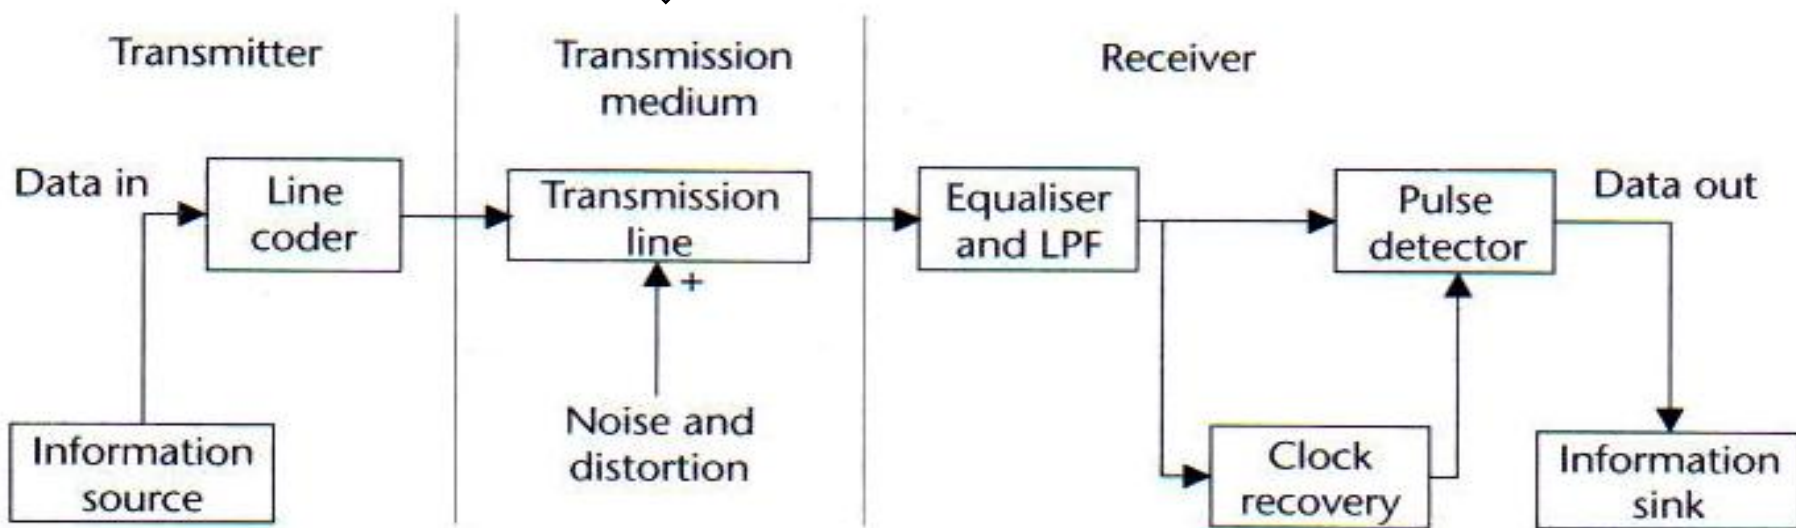 Transmitter
Transmission
medium
Receiver
Data in
Line
coder
Transmission
line
+
Noise and
distortion
Information
source
Equaliser
and LPF
Pulse
detector
Data out
Clock
recovery
Information
sink